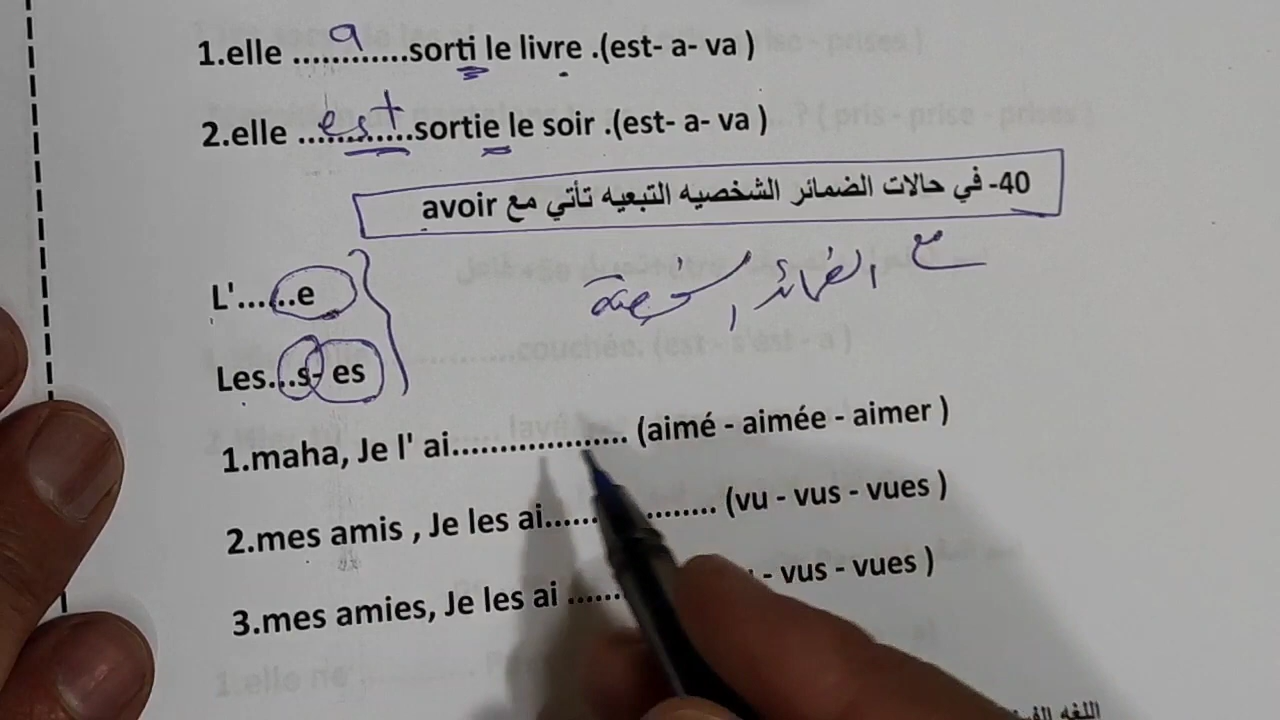 1.elle ......a......sorti le livre .(est- a- va )
2.elle ...est...sortie le soir .(est- a- va )
40- في حالات الضمائر الشخصيه التبعيه تأتي مع avoir
مع الضمائر الشخصية
L'......e
Les...s- es
1.maha, Je l' ai.................. (aimé - aimée - aimer )
2.mes amis , Je les ai................. (vu - vus - vues )
3.mes amies, Je les ai ...... - vus - vues )